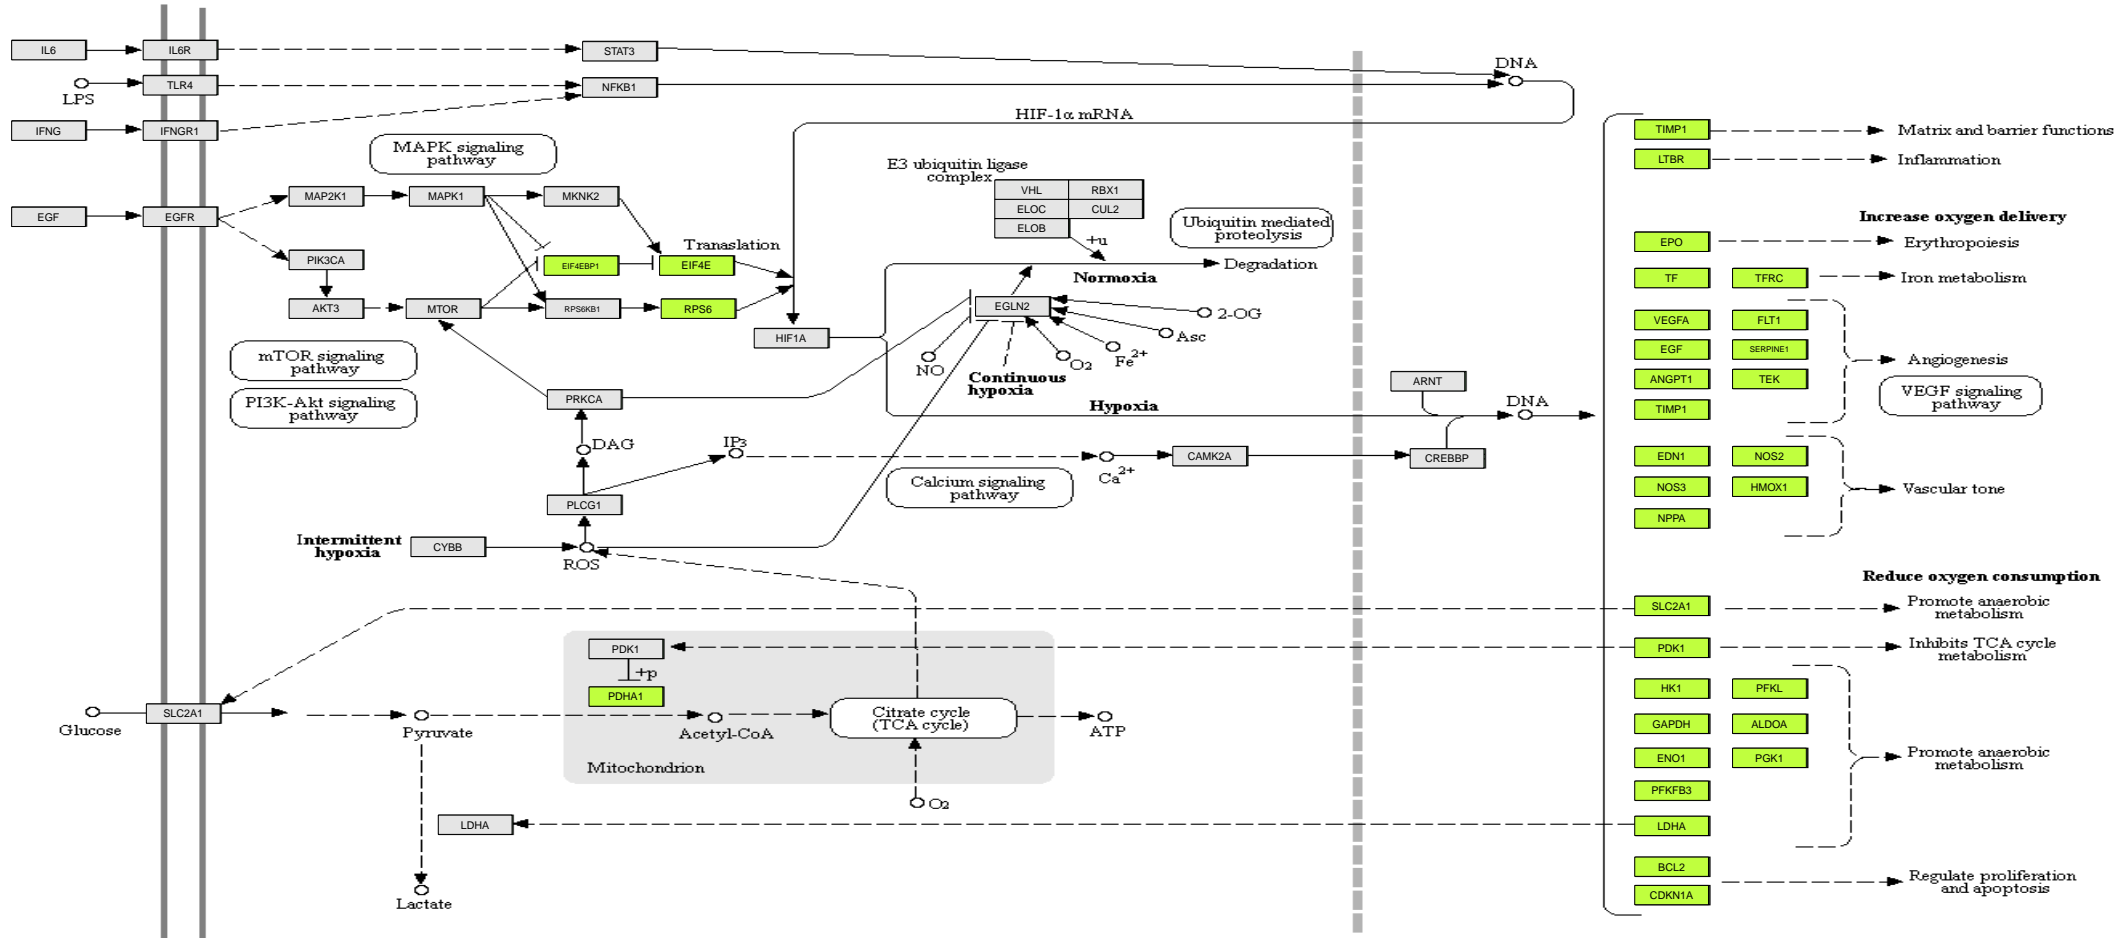 IL6
IL6R
STAT3
DNA
LPS
TLR4
NFKB1
IFNG
IFNGR1
HIF-1α mRNA
MAPK signaling
pathway
E3 ubiquitin ligase
complex
VHL
RBX1
ELOC
CUL2
ELOB
+u
Ubiquitin mediated
proteolysis
EGF
EGFR
MAP2K1
MAPK1
MKNK2
Tranaslation
PIK3CA
EIF4EBP1
EIF4E
Degradation
Normoxia
AKT3
MTOR
RPS6KB1
RPS6
EGLN2
2-OG
Asc
Fe2+
O2
NO
HIF1A
Continuous
hypoxia
mTOR signaling
pathway
PI3K-Akt signaling
pathway
PRKCA
Hypoxia
ARNT
DNA
DAG
IP3
Ca2+
CAMK2A
CREBBP
Calcium signaling
pathway
PLCG1
Intermittent
hypoxia
CYBB
ROS
PDK1
+p
PDHA1
Glucose
SLC2A1
Pyruvate
Acetyl-CoA
Citrate cycle
(TCA cycle)
ATP
Mitochondrion
O2
LDHA
Lactate
TIMP1
Matrix and barrier functions
LTBR
Inflammation
Increase oxygen delivery
EPO
Erythropoiesis
TF
TFRC
Iron metabolism
VEGFA
FLT1
EGF
SERPINE1
Angiogenesis
ANGPT1
TEK
VEGF signaling
pathway
TIMP1
EDN1
NOS2
NOS3
HMOX1
Vascular tone
NPPA
Reduce oxygen consumption
SLC2A1
Promote anaerobic
metabolism
PDK1
Inhibits TCA cycle
metabolism
HK1
PFKL
GAPDH
ALDOA
ENO1
PGK1
Promote anaerobic
metabolism
PFKFB3
LDHA
BCL2
CDKN1A
Regulate proliferation
and apoptosis